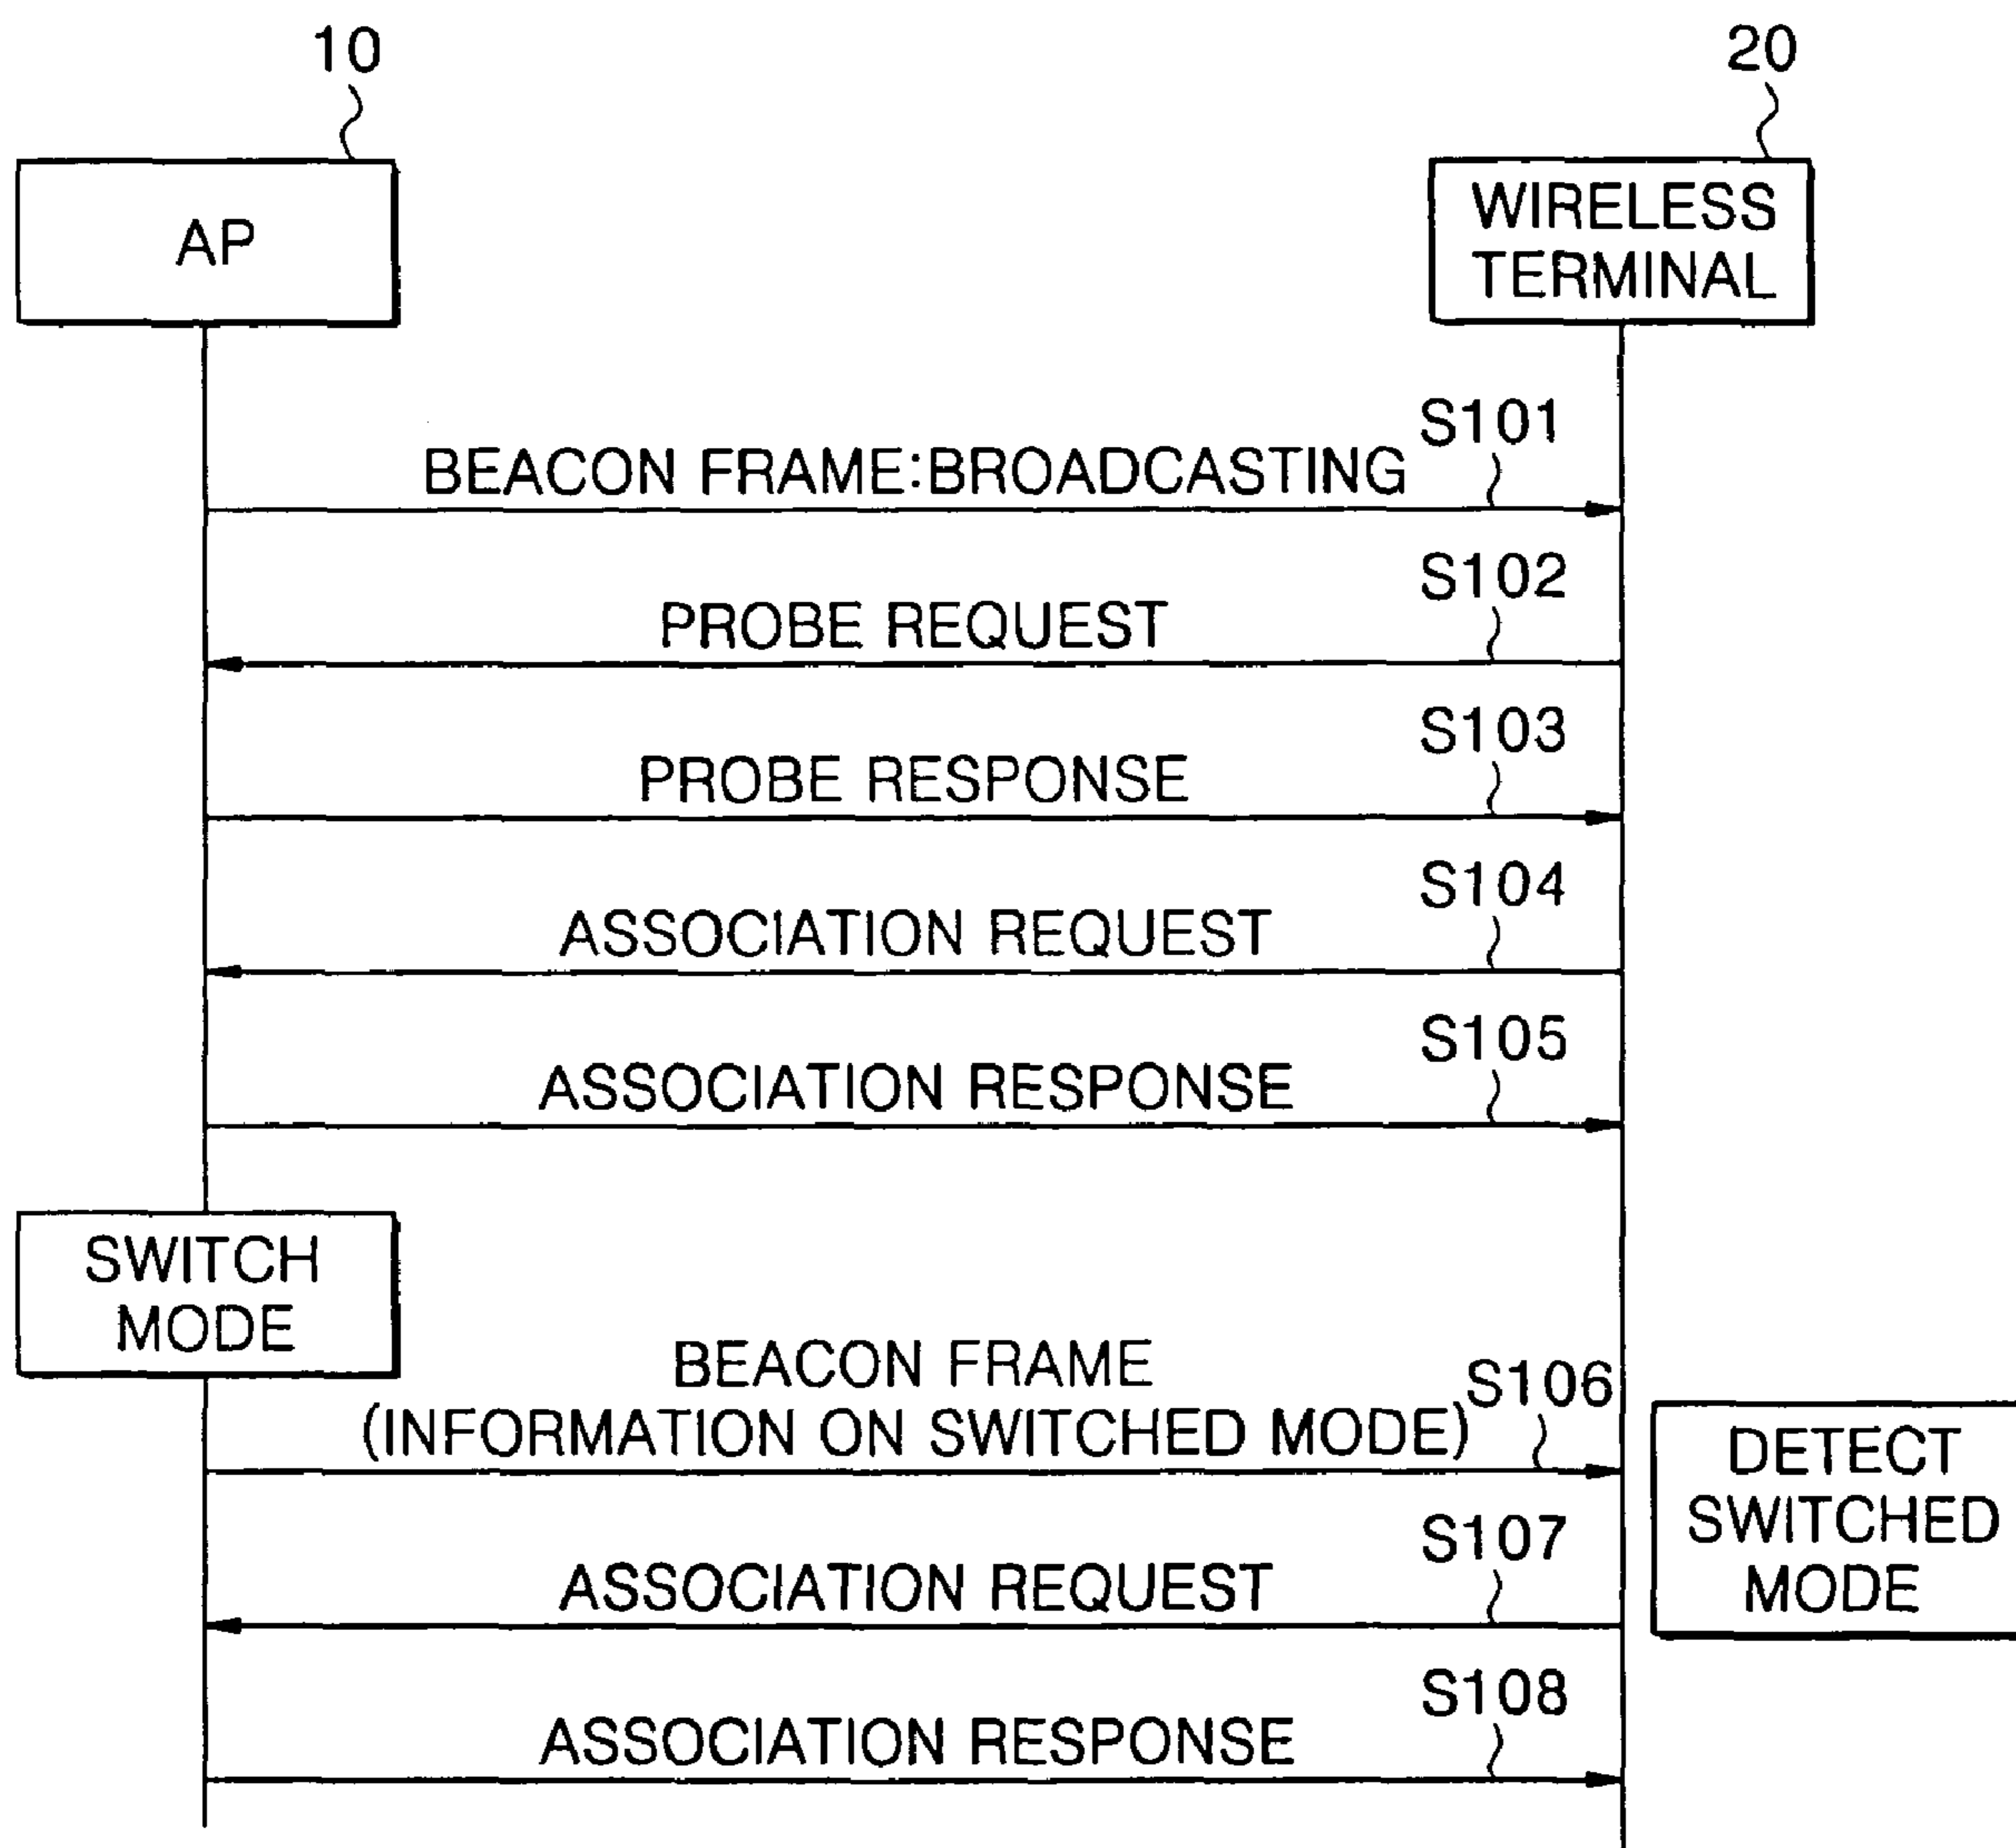 10
20
AP
WIRELESS
TERMINAL
S101
BEACON FRAME:BROADCASTING
S102
PROBE REQUEST
S103
PROBE RESPONSE
S104
ASSOCIATION REQUEST
S105
ASSOCIATION RESPONSE
SWITCH
MODE
BEACON FRAME
(INFORMATION ON SWITCHED MODE)
S106
DETECT
SWITCHED
MODE
S107
ASSOCIATION REQUEST
S108
ASSOCIATION RESPONSE